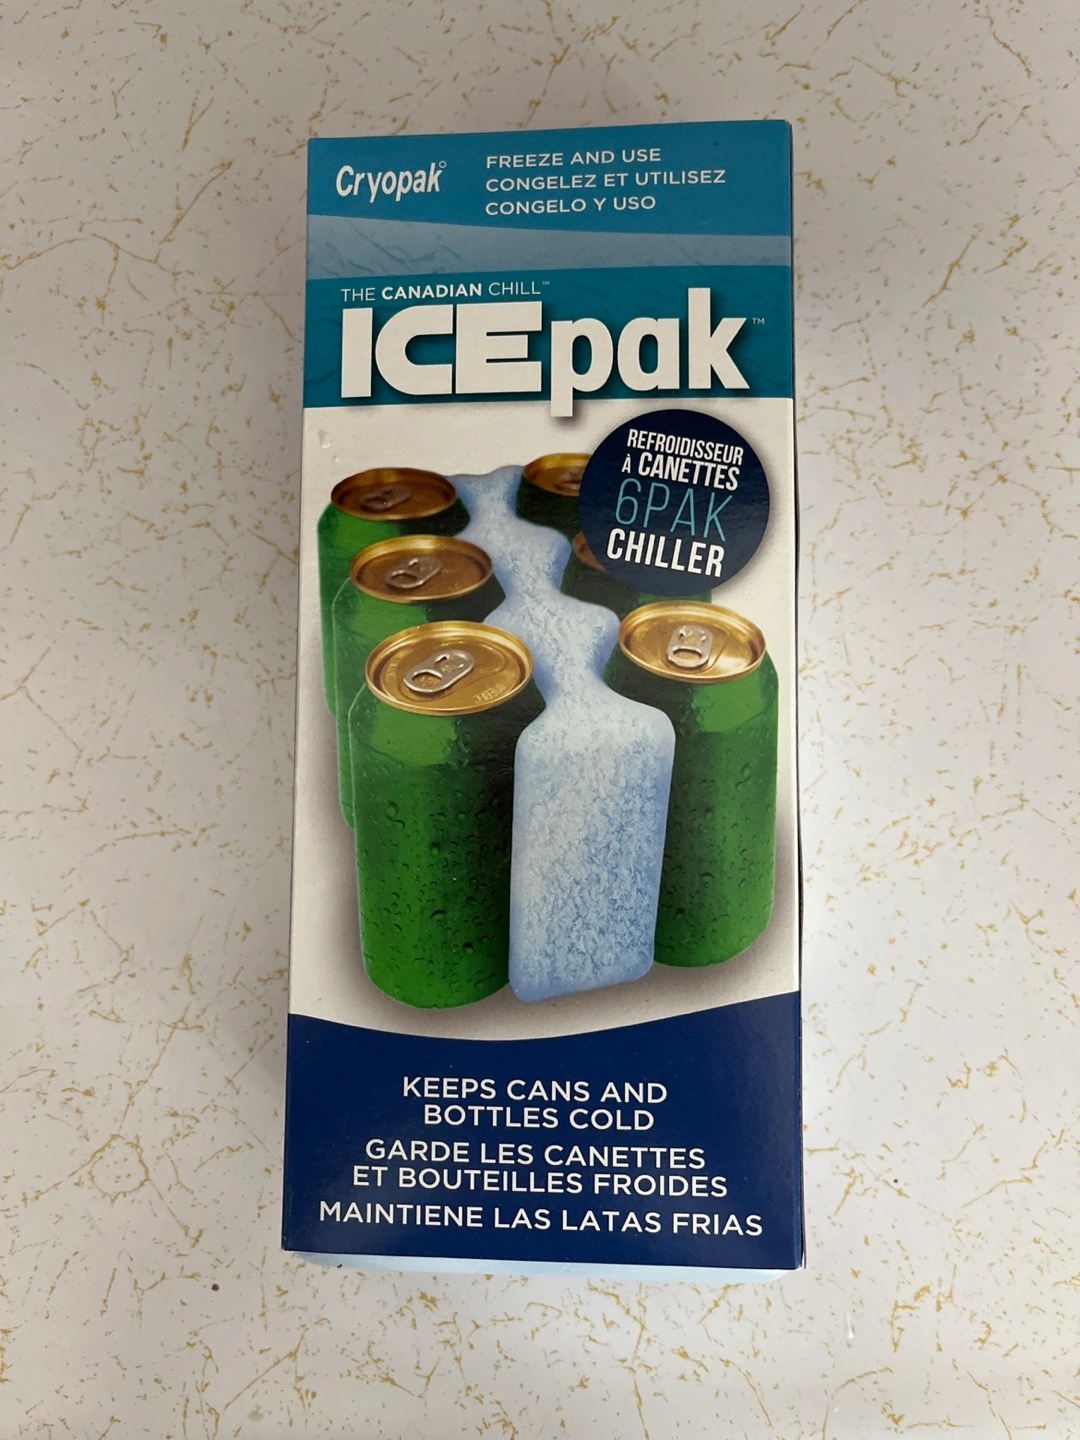 Cryopak
FREEZE AND USE
CONGELEZ ET UTILISEZ
CONGELO Y USO
THE CANADIAN CHILL™
ICEpak™
REFROIDISSEUR
À CANETTES
6PAK
CHILLER
KEEPS CANS AND
BOTTLES COLD
GARDE LES CANETTES
ET BOUTEILLES FROIDES
MAINTIENE LAS LATAS FRIAS